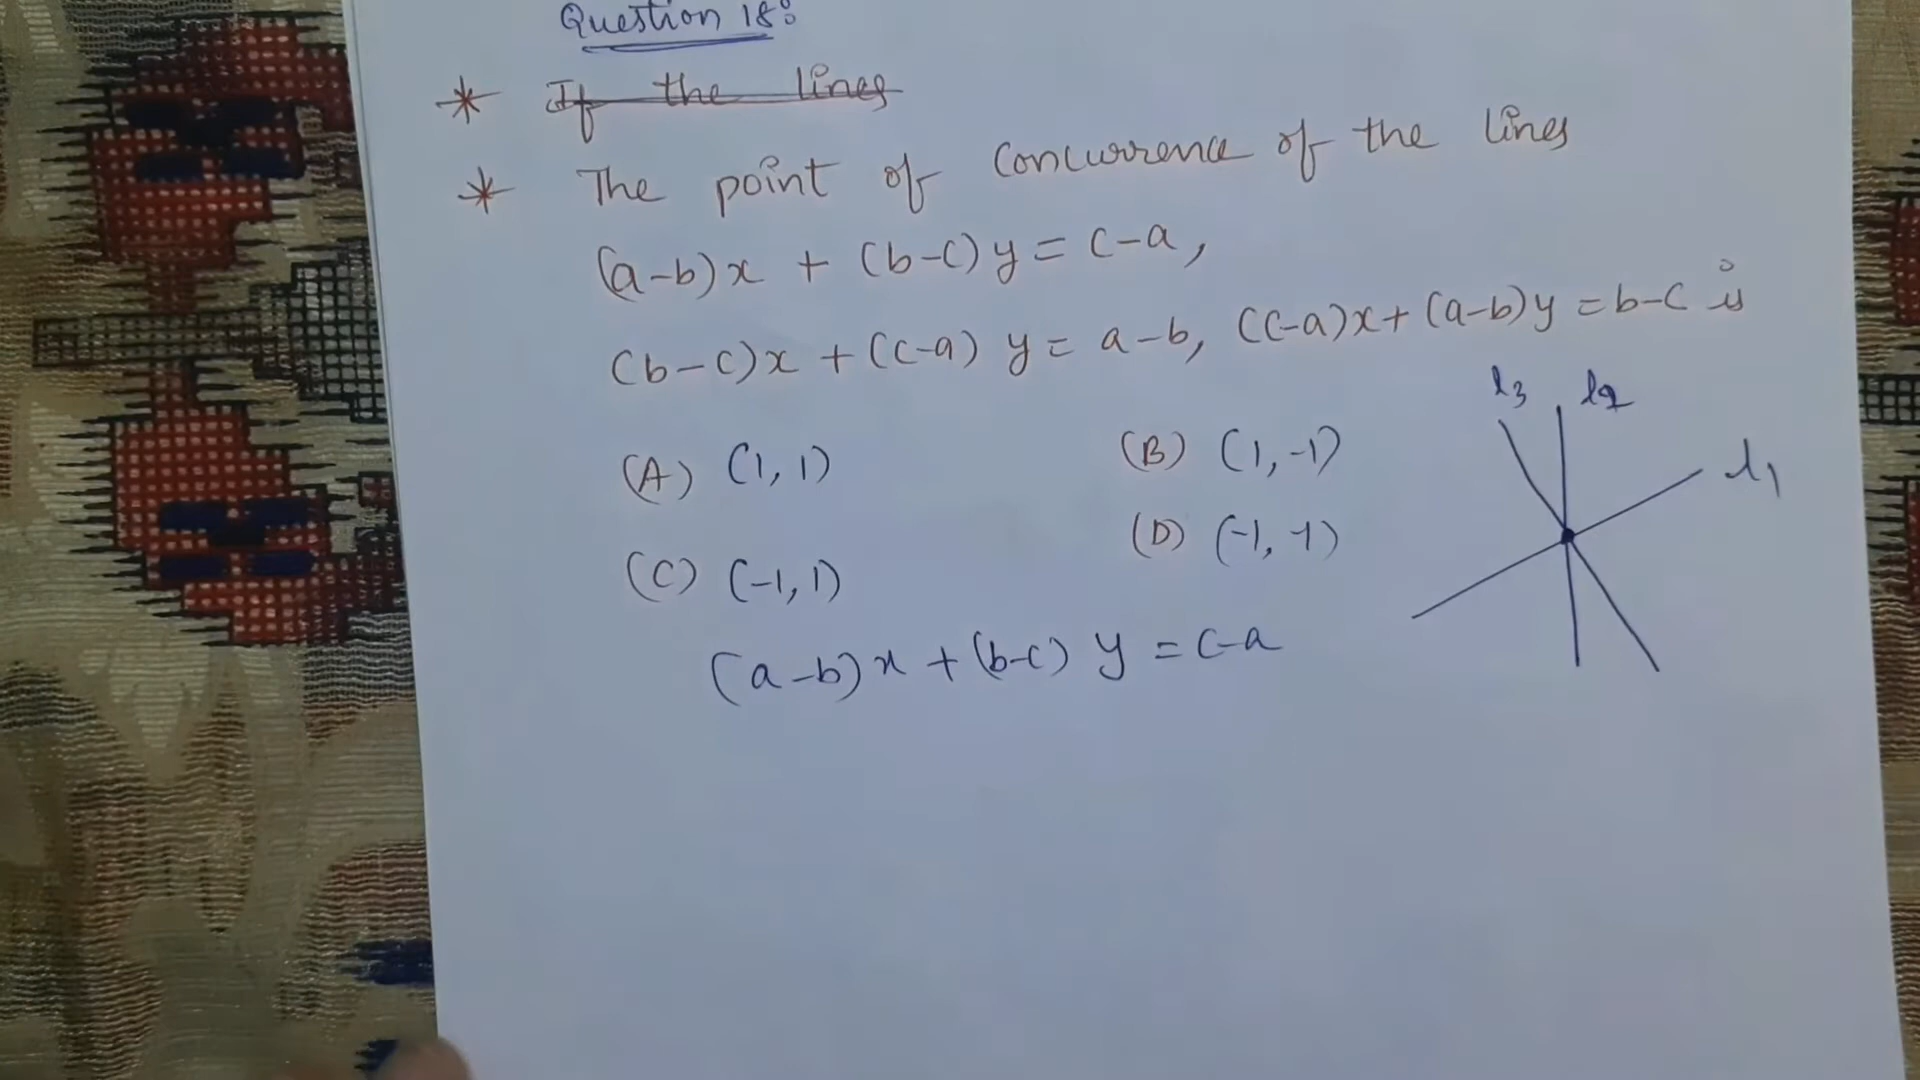 Question 18:
* If the lines
* The point of Concurrence of the lines
(a-b)x + (b-c)y = c-a,
(b-c)x + (c-a) y = a-b, (c-a)x + (a-b)y = b-c is
l3 l2
(A) (1, 1) (B) (1, -1) l1
(C) (-1, 1) (D) (-1, -1)
(a-b)x + (b-c) y = c-a